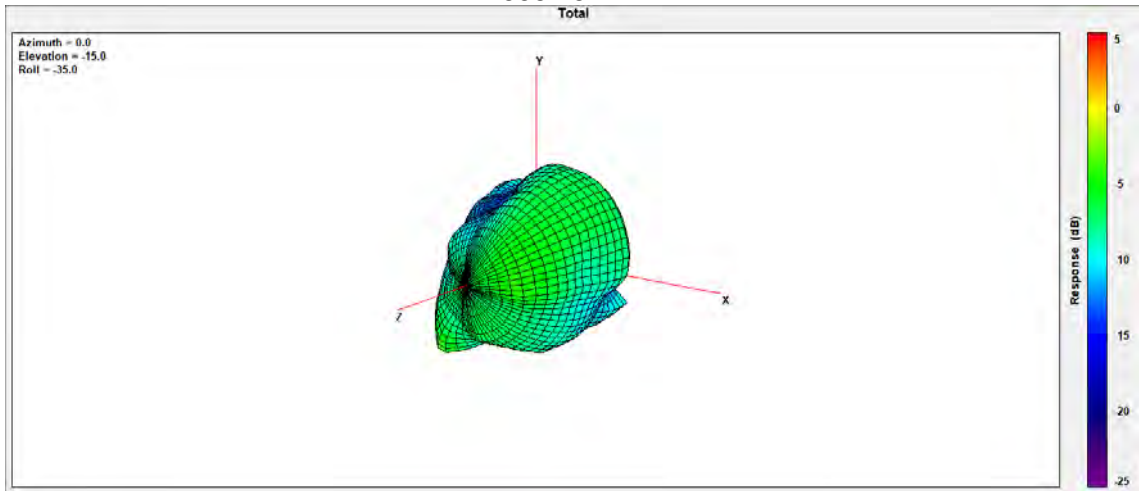 Total
Azimuth = 0.0
Elevation = -15.0
Roll = -35.0
Y
X
Z
5
0
5
10
15
-20
-25
Response (dB)